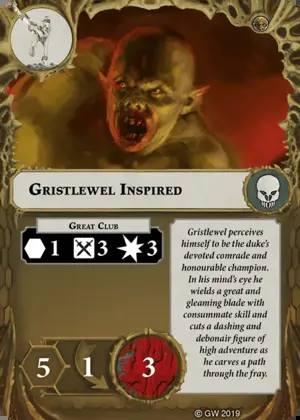 GRISTLEWEL INSPIRED
GREAT CLUB
1 3 3
Gristlewel perceives
himself to be the duke's
devoted comrade and
honourable champion.
In his mind's eye he
wields a great and
gleaming blade with
consummate skill and
cuts a dashing and
debonair figure of
high adventure as
he carves a path
through the fray.
5 1 3
© GW 2019